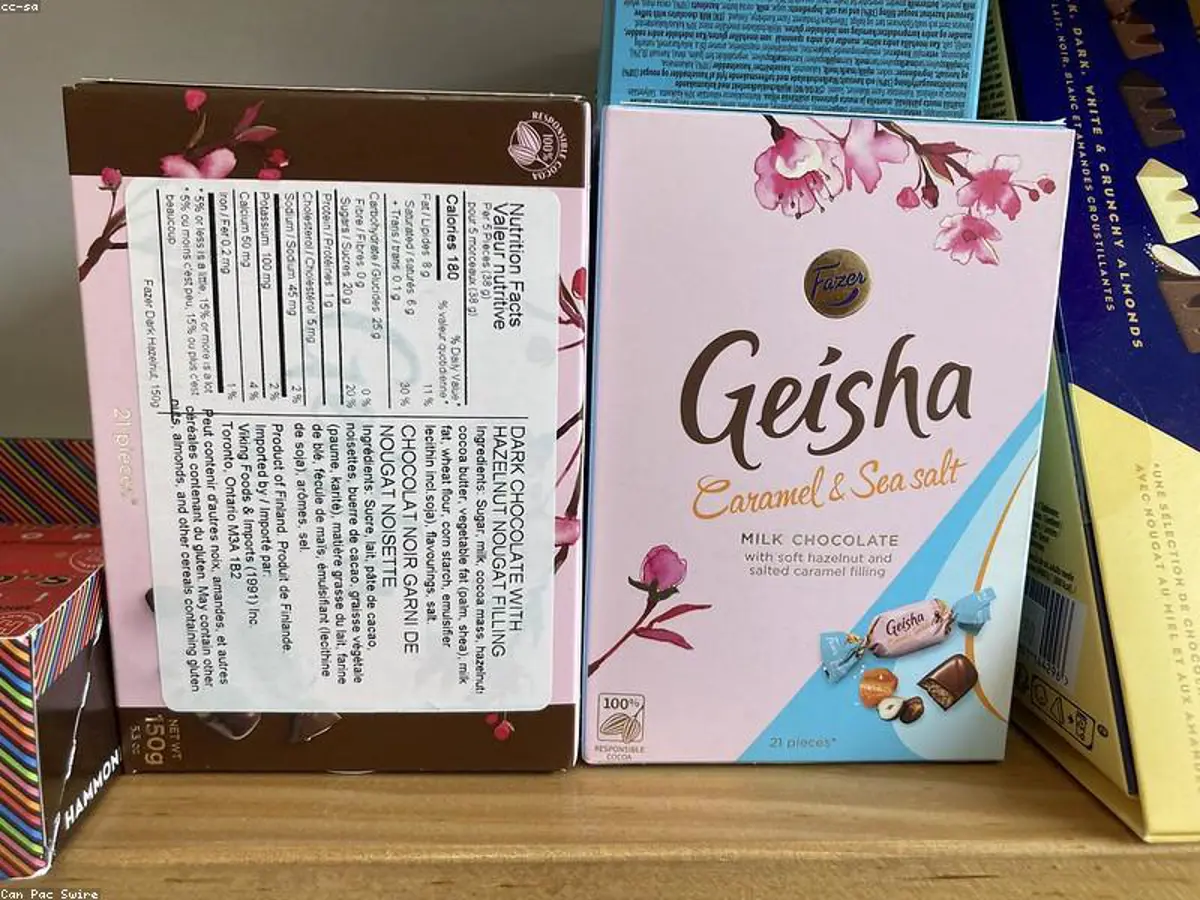 cc-sa
RESPONSIBLE
100%
COCOA
Nutrition Facts
Valeur nutritive
Per 5 Pieces (38 g)
pour 5 morceaux (38 g)
% Daily Value*
Calories 180 % valeur quotidienne*
Fat / Lipides 8 g 11 %
Saturated / saturés 6 g
+ Trans / trans 0.1 g 30 %
Carbohydrate / Glucides 25 g
Fibre / Fibres 0 g 0 %
Sugars / Sucres 20 g 20 %
Protein / Protéines 1 g
Cholesterol / Cholestérol 5 mg
Sodium / Sodium 45 mg 2 %
Potassium 100 mg 2 %
Calcium 50 mg 4 %
Iron / Fer 0.2 mg 1 %
*5% or less is a little, 15% or more is a lot
*5% ou moins c'est peu, 15% ou plus c'est
beaucoup
Fazer Dark Hazelnut, 150g
DARK CHOCOLATE WITH
HAZELNUT NOUGAT FILLING
Ingredients: Sugar, milk, cocoa mass, hazelnut,
cocoa butter, vegetable fat (palm, shea), milk
fat, wheat flour, corn starch, emulsifier
lecithin incl.soja), flavourings, salt.
CHOCOLAT NOIR GARNI DE
NOUGAT NOISETTE
Ingrédients: Sucre, lait, pâte de cacao,
noisettes, buerre de cacao, graisse végétale
(paume, karité), matière grasse du lait, farine
de blé, fécule de maïs, émulsifiant (lecithine
de soja), arômes, sel.
Product of Finland. Produit de Finlande.
Imported by / Importé par:
Viking Foods & Imports (1991) Inc.
Toronto, Ontario M3A 1B2
Peut contenir d'autres noix, amandes, et autres
céréales contenant du gluten. May contain other
nuts, almonds, and other cereals containing gluten
21 pieces*
NET WT
150g
5.3 OZ
HAMMON
Fazer
Geisha
Caramel & Sea salt
MILK CHOCOLATE
with soft hazelnut and
salted caramel filling
Geisha
100%
RESPONSIBLE
COCOA
21 pieces*
DARK, WHITE & CRUNCHY ALMONDS
LAIT, NOIR, BLANC ET AMANDES CROUSTILLANTES
*UNE SÉLECTION DE CHOCO
AVEC NOUGAT AU MIEL ET AUX AMAND
Can Pac Swire